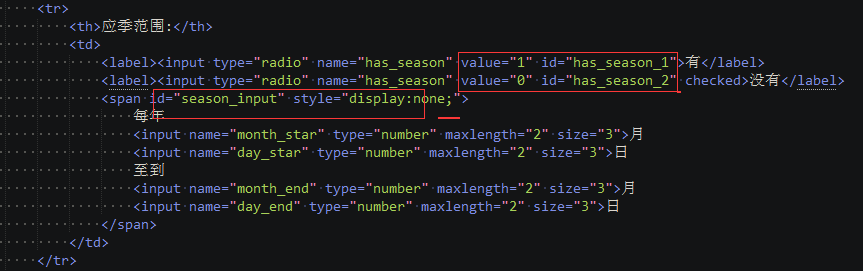 <tr>
<th>应季范围:</th>
<td>
<label><input type="radio" name="has_season" value="1" id="has_season_1">有</label>
<label><input type="radio" name="has_season" value="0" id="has_season_2" checked>没有</label>
<span id="season_input" style="display:none;">
每年
<input name="month_star" type="number" maxlength="2" size="3">月
<input name="day_star" type="number" maxlength="2" size="3">日
至到
<input name="month_end" type="number" maxlength="2" size="3">月
<input name="day_end" type="number" maxlength="2" size="3">日
</span>
</td>
</tr>